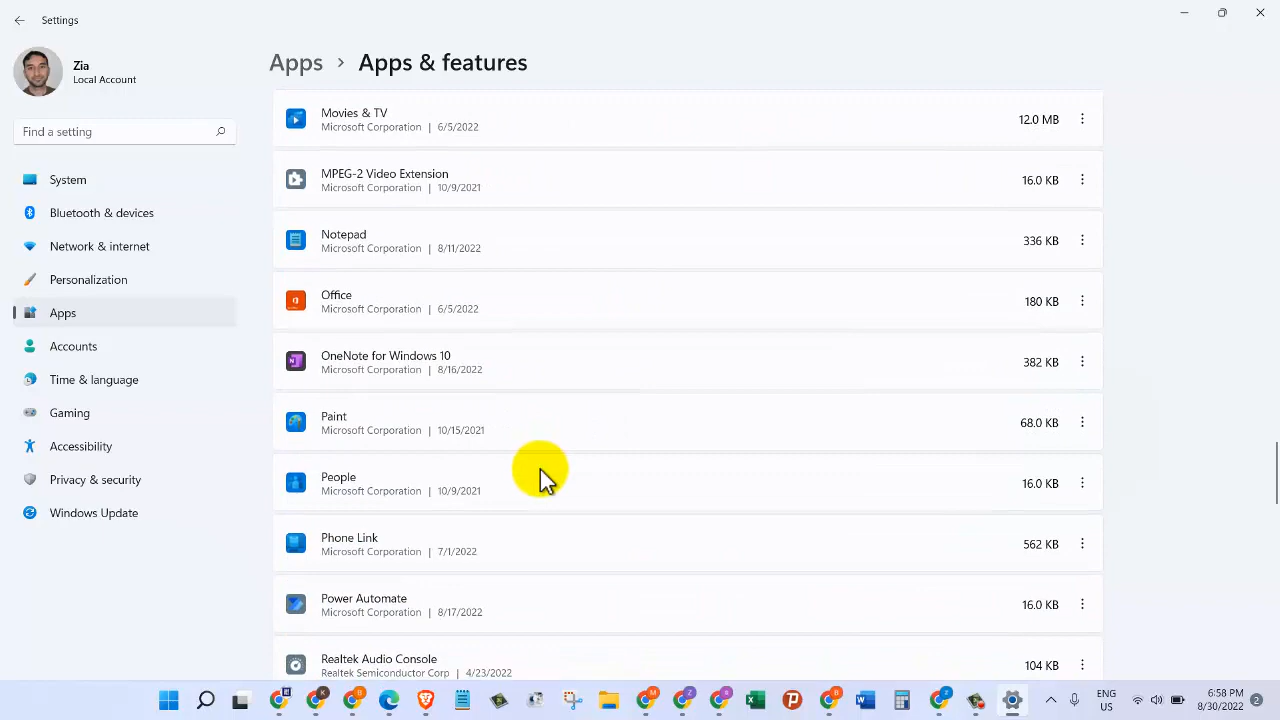 Settings
Zia
Local Account
Find a setting
System
Bluetooth & devices
Network & internet
Personalization
Apps
Accounts
Time & language
Gaming
Accessibility
Privacy & security
Windows Update
Apps > Apps & features
Movies & TV
Microsoft Corporation | 6/5/2022
12.0 MB
MPEG-2 Video Extension
Microsoft Corporation | 10/9/2021
16.0 KB
Notepad
Microsoft Corporation | 8/11/2022
336 KB
Office
Microsoft Corporation | 6/5/2022
180 KB
OneNote for Windows 10
Microsoft Corporation | 8/16/2022
382 KB
Paint
Microsoft Corporation | 10/15/2021
68.0 KB
People
Microsoft Corporation | 10/9/2021
16.0 KB
Phone Link
Microsoft Corporation | 7/1/2022
562 KB
Power Automate
Microsoft Corporation | 8/17/2022
16.0 KB
Realtek Audio Console
Realtek Semiconductor Corp | 4/23/2022
104 KB
ENG
US
6:58 PM
8/30/2022